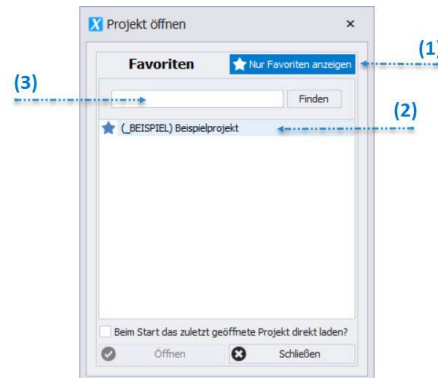 Projekt öffnen
Favoriten
Nur Favoriten anzeigen
(1)
(3)
Finden
(2)
(_BEISPIEL) Beispielprojekt
Beim Start das zuletzt geöffnete Projekt direkt laden?
Öffnen
Schließen